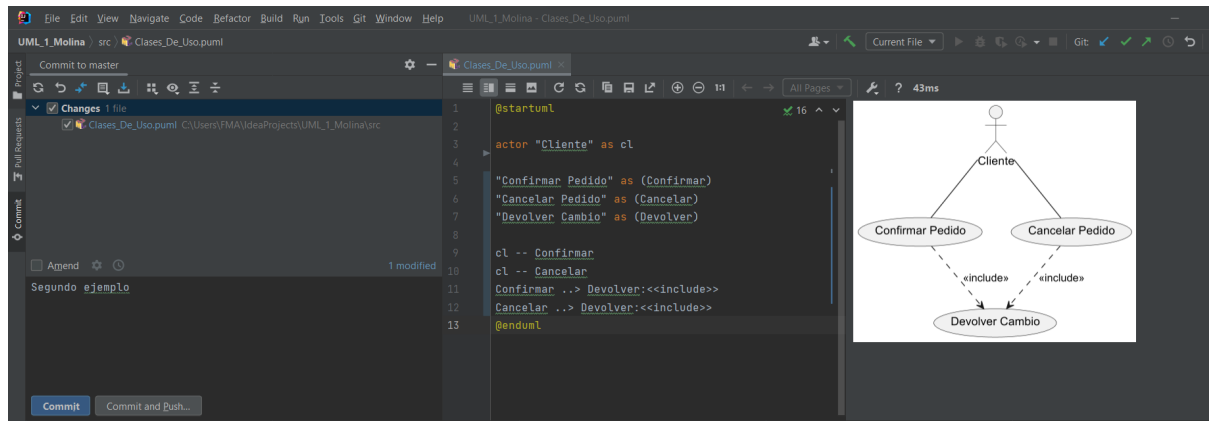 File Edit View Navigate Code Refactor Build Run Tools Git Window Help UML_1_Molina - Clases_De_Uso.puml
UML_1_Molina src Clases_De_Uso.puml
Current File
Git:
Project
Pull Requests
Commit
Commit to master
Changes 1 file
Clases_De_Uso.puml C:\Users\FMA\IdeaProjects\UML_1_Molina\src
Amend
1 modified
Segundo ejemplo
Commit
Commit and Push...
Clases_De_Uso.puml
1:1
All Pages
? 43ms
16
1 @startuml
2
3 actor "Cliente" as cl
4
5 "Confirmar Pedido" as (Confirmar)
6 "Cancelar Pedido" as (Cancelar)
7 "Devolver Cambio" as (Devolver)
8
9 cl -- Confirmar
10 cl -- Cancelar
11 Confirmar ..> Devolver:<<include>>
12 Cancelar ..> Devolver:<<include>>
13 @enduml
Cliente
Confirmar Pedido
Cancelar Pedido
«include»
«include»
Devolver Cambio